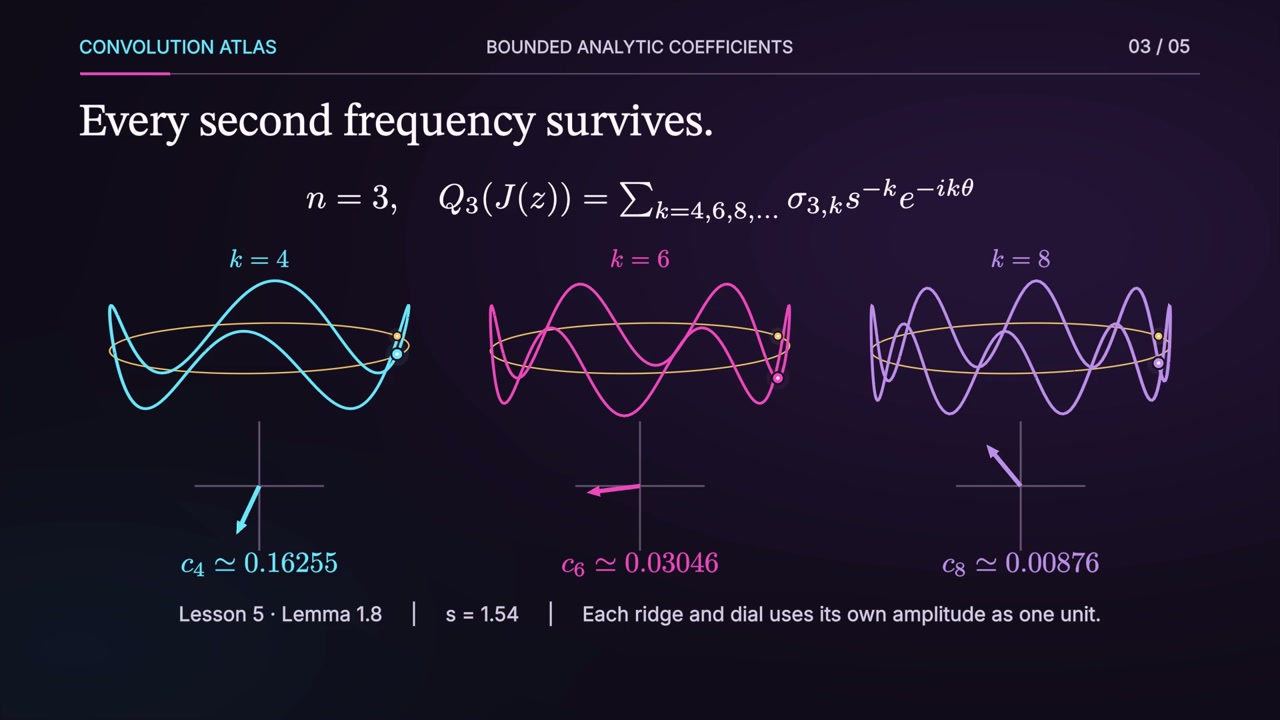 CONVOLUTION ATLAS BOUNDED ANALYTIC COEFFICIENTS 03 / 05
Every second frequency survives.
n = 3, Q₃(J(z)) = ∑_{k=4,6,8,...} σ_{3,k} s^{−k} e^{−ikθ}
k = 4 k = 6 k = 8
c₄ ≃ 0.16255 c₆ ≃ 0.03046 c₈ ≃ 0.00876
Lesson 5 · Lemma 1.8 | s = 1.54 | Each ridge and dial uses its own amplitude as one unit.